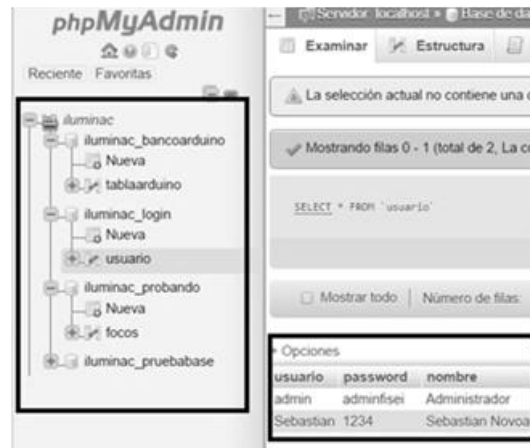 phpMyAdmin
Reciente Favoritas
iluminac
iluminac_bancoarduino
Nueva
tablaarduino
iluminac_login
Nueva
usuario
iluminac_probando
Nueva
focos
iluminac_pruebabase
Servidor: localhost » Base de da
Examinar Estructura
La selección actual no contiene una
Mostrando filas 0 - 1 (total de 2, La co
SELECT * FROM `usuario`
Mostrar todo Número de filas:
Opciones
usuario password nombre
admin adminfisei Administrador
Sebastian 1234 Sebastian Novoa